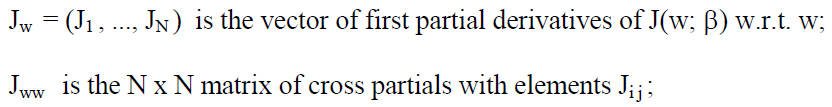 J_w = (J_1, ..., J_N) is the vector of first partial derivatives of J(w; β) w.r.t. w;
J_ww is the N x N matrix of cross partials with elements J_ij;